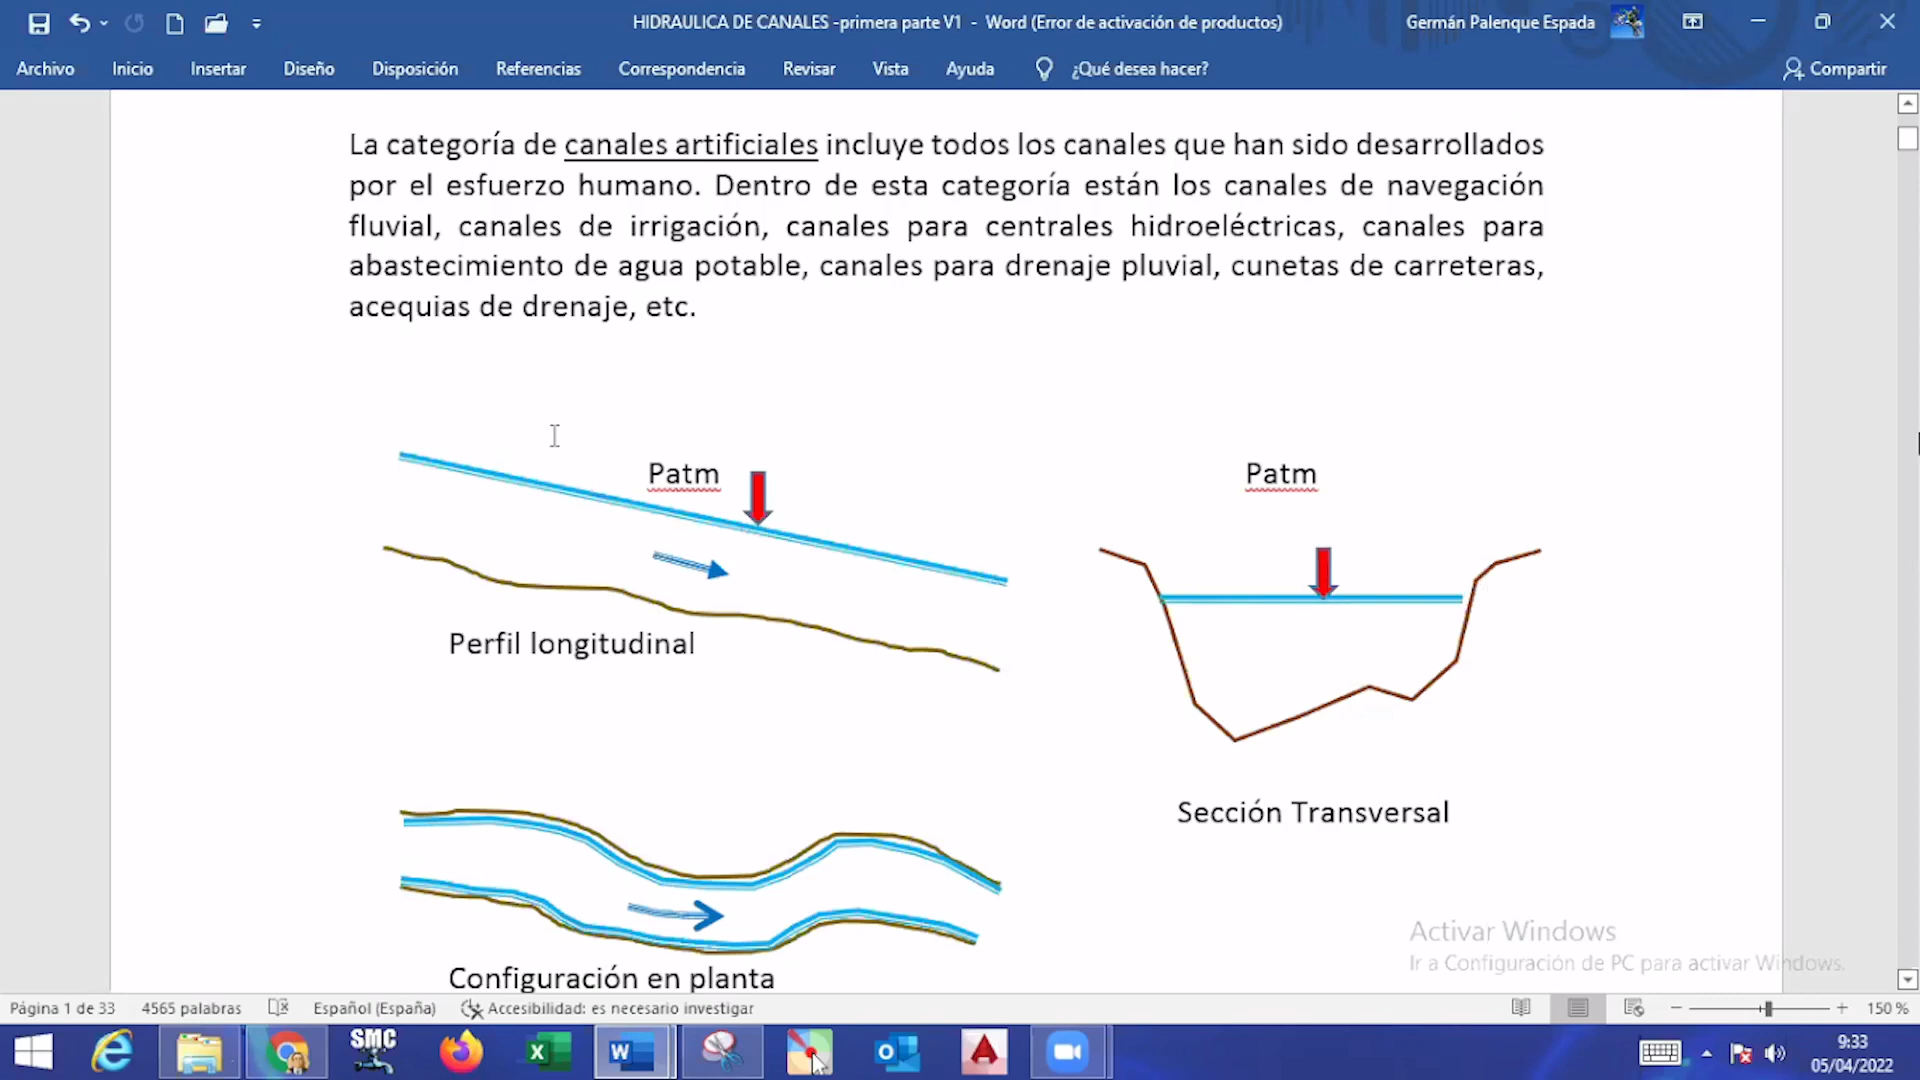 HIDRAULICA DE CANALES -primera parte V1 - Word (Error de activación de productos)
Germán Palenque Espada
Archivo Inicio Insertar Diseño Disposición Referencias Correspondencia Revisar Vista Ayuda ¿Qué desea hacer? Compartir
La categoría de canales artificiales incluye todos los canales que han sido desarrollados
por el esfuerzo humano. Dentro de esta categoría están los canales de navegación
fluvial, canales de irrigación, canales para centrales hidroeléctricas, canales para
abastecimiento de agua potable, canales para drenaje pluvial, cunetas de carreteras,
acequias de drenaje, etc.
Patm
Patm
Perfil longitudinal
Sección Transversal
Configuración en planta
Activar Windows
Ir a Configuración de PC para activar Windows.
Página 1 de 33 4565 palabras Español (España) Accesibilidad: es necesario investigar 150 %
SMC
9:33
05/04/2022